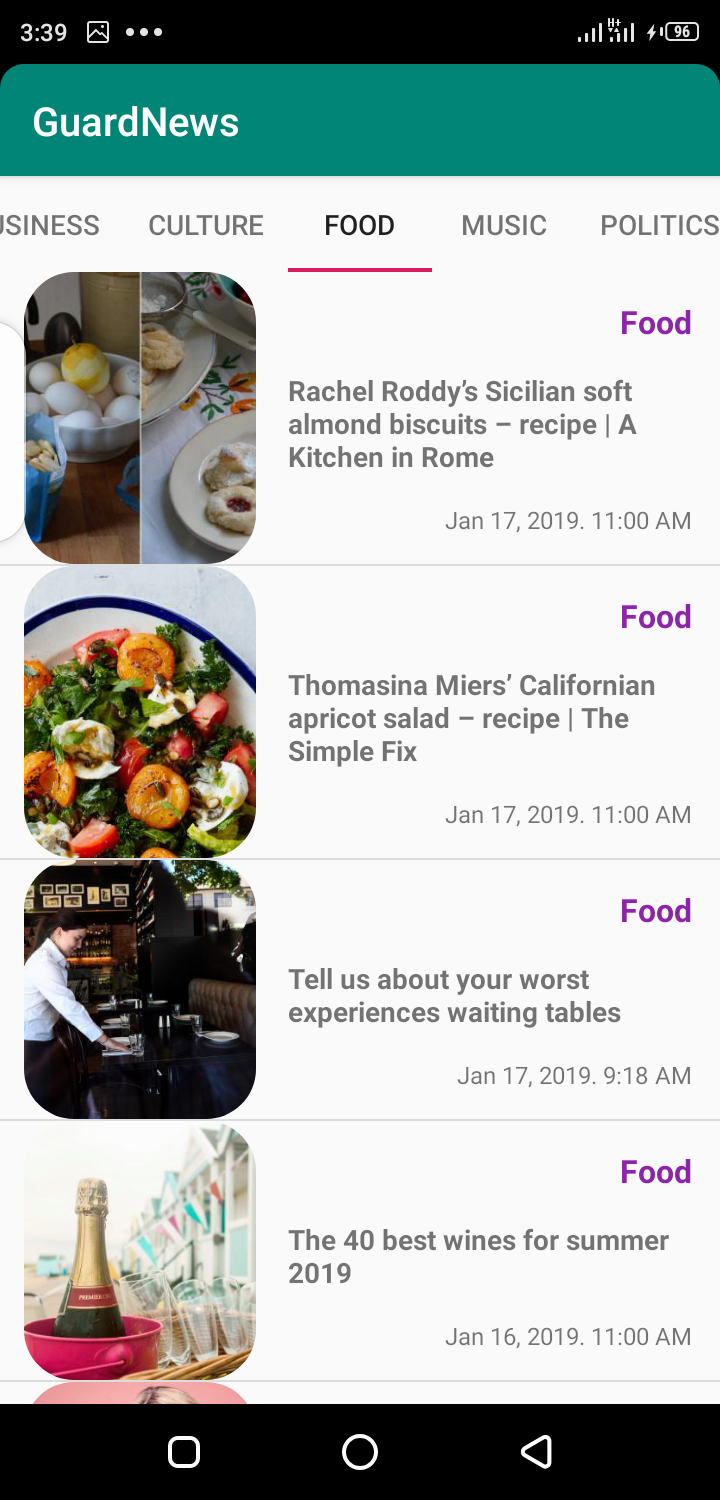 3:39
H+
96
GuardNews
USINESS CULTURE FOOD MUSIC POLITICS
Food
Rachel Roddy’s Sicilian soft
almond biscuits – recipe | A
Kitchen in Rome
Jan 17, 2019. 11:00 AM
Food
Thomasina Miers’ Californian
apricot salad – recipe | The
Simple Fix
Jan 17, 2019. 11:00 AM
Food
Tell us about your worst
experiences waiting tables
Jan 17, 2019. 9:18 AM
PREMIER
Food
The 40 best wines for summer
2019
Jan 16, 2019. 11:00 AM